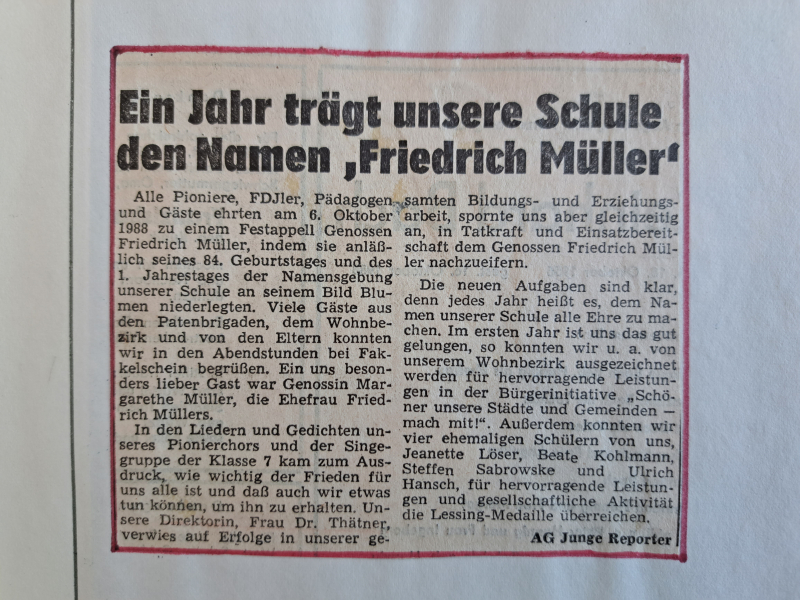 Ein Jahr trägt unsere Schule
den Namen ‚Friedrich Müller‘
Alle Pioniere, FDJler, Pädagogen
und Gäste ehrten am 6. Oktober
1988 zu einem Festappell Genossen
Friedrich Müller, indem sie anläß-
lich seines 84. Geburtstages und des
1. Jahrestages der Namensgebung
unserer Schule an seinem Bild Blu-
men niederlegten. Viele Gäste aus
den Patenbrigaden, dem Wohnbe-
zirk und von den Eltern konnten
wir in den Abendstunden bei Fak-
kelschein begrüßen. Ein uns beson-
ders lieber Gast war Genossin Mar-
garethe Müller, die Ehefrau Fried-
rich Müllers.
In den Liedern und Gedichten un-
seres Pionierchors und der Singe-
gruppe der Klasse 7 kam zum Aus-
druck, wie wichtig der Frieden für
uns alle ist und daß auch wir etwas
tun können, um ihn zu erhalten. Un-
sere Direktorin, Frau Dr. Thätner,
verwies auf Erfolge in unserer ge-
samten Bildungs- und Erziehungs-
arbeit, spornte uns aber gleichzeitig
an, in Tatkraft und Einsatzbereit-
schaft dem Genossen Friedrich Mül-
ler nachzueifern.
Die neuen Aufgaben sind klar,
denn jedes Jahr heißt es, dem Na-
men unserer Schule alle Ehre zu ma-
chen. Im ersten Jahr ist uns das gut
gelungen, so konnten wir u. a. von
unserem Wohnbezirk ausgezeichnet
werden für hervorragende Leistun-
gen in der Bürgerinitiative „Schö-
ner unsere Städte und Gemeinden —
mach mit!“. Außerdem konnten wir
vier ehemaligen Schülern von uns,
Jeanette Löser, Beate Kohlmann,
Steffen Sabrowske und Ulrich
Hansch, für hervorragende Leistun-
gen und gesellschaftliche Aktivität
die Lessing-Medaille überreichen.
AG Junge Reporter